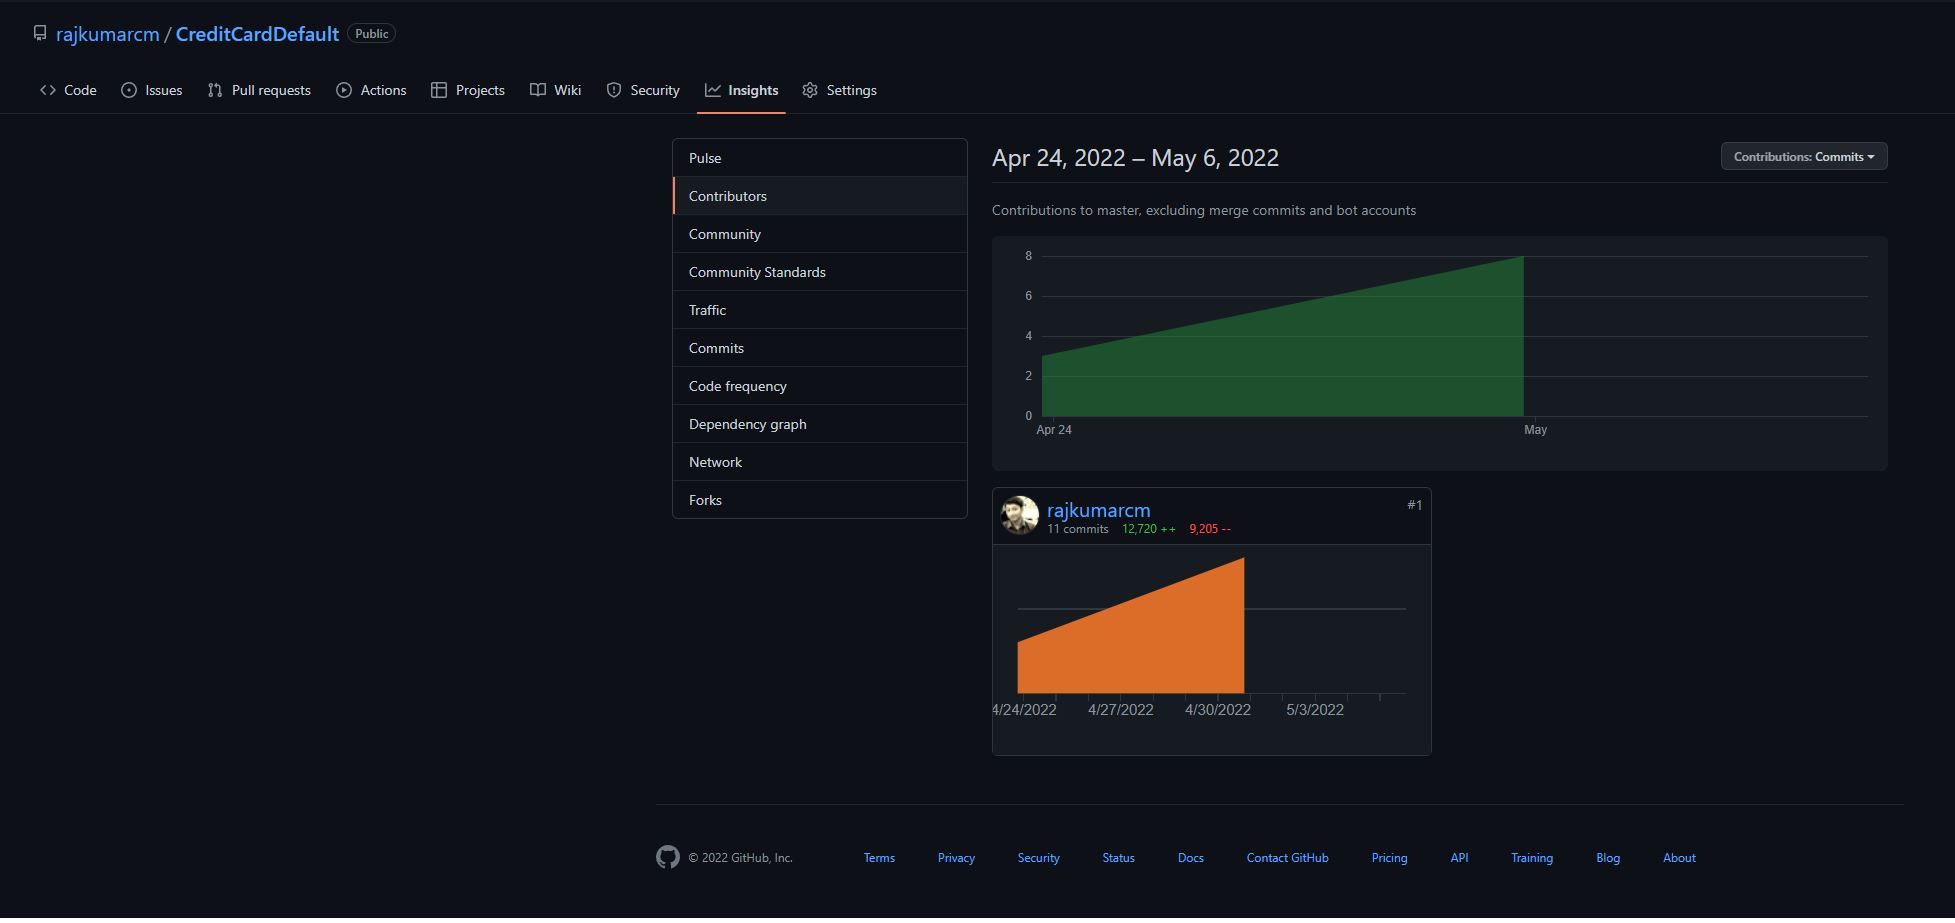 rajkumarcm / CreditCardDefault Public
Code Issues Pull requests Actions Projects Wiki Security Insights Settings
Pulse
Contributors
Community
Community Standards
Traffic
Commits
Code frequency
Dependency graph
Network
Forks
Apr 24, 2022 – May 6, 2022
Contributions: Commits
Contributions to master, excluding merge commits and bot accounts
8
6
4
2
0
Apr 24 May
rajkumarcm #1
11 commits 12,720 ++ 9,205 --
4/24/2022 4/27/2022 4/30/2022 5/3/2022
© 2022 GitHub, Inc. Terms Privacy Security Status Docs Contact GitHub Pricing API Training Blog About